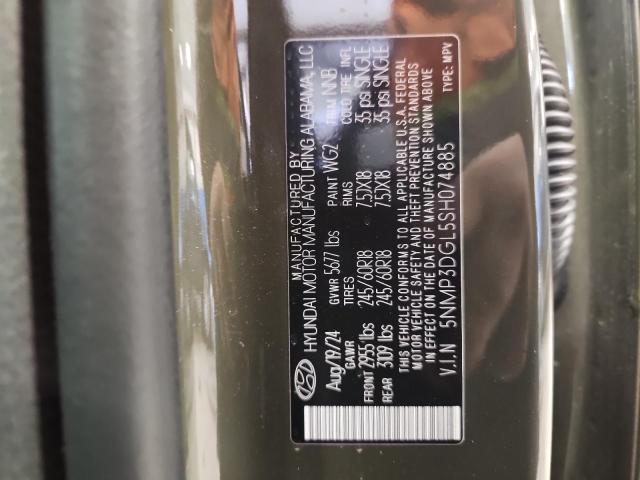 MANUFACTURED BY
HYUNDAI MOTOR MANUFACTURING ALABAMA, LLC
Aug/19/24 GVWR 5677 lbs PAINT WG2 TRIM NNB
GAWR TIRES RIMS COLD TIRE INFL
FRONT 2955 lbs 245/60R18 7.5JX18 35 psi SINGLE
REAR 3109 lbs 245/60R18 7.5JX18 35 psi SINGLE
THIS VEHICLE CONFORMS TO ALL APPLICABLE U.S.A. FEDERAL
MOTOR VEHICLE SAFETY AND THEFT PREVENTION STANDARDS
IN EFFECT ON THE DATE OF MANUFACTURE SHOWN ABOVE
V.I.N 5NMP3DGL5SH074885 TYPE: MPV